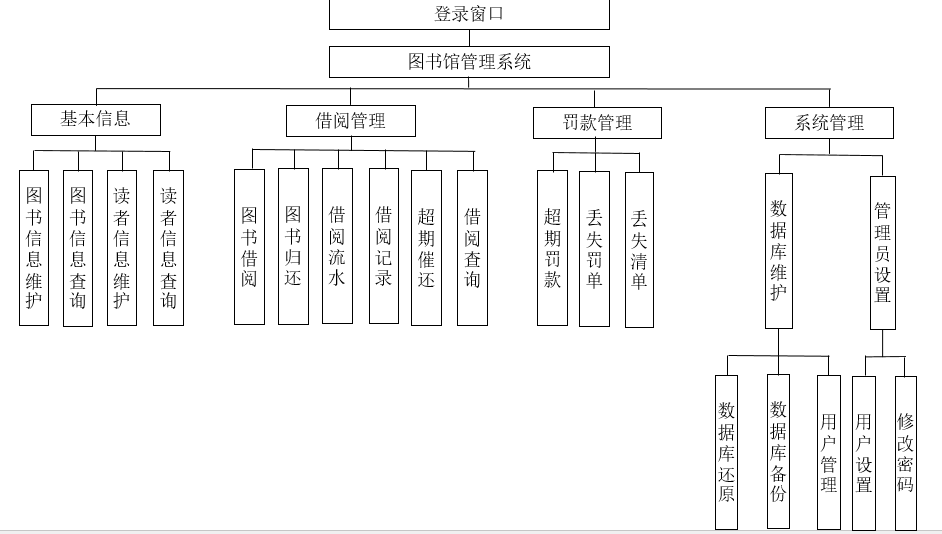 登录窗口
图书馆管理系统
基本信息
借阅管理
罚款管理
系统管理
图书信息维护
图书信息查询
读者信息维护
读者信息查询
图书借阅
图书归还
借阅流水
借阅记录
超期催还
借阅查询
超期罚款
丢失罚单
丢失清单
数据库维护
管理员设置
数据库还原
数据库备份
用户管理
用户设置
修改密码